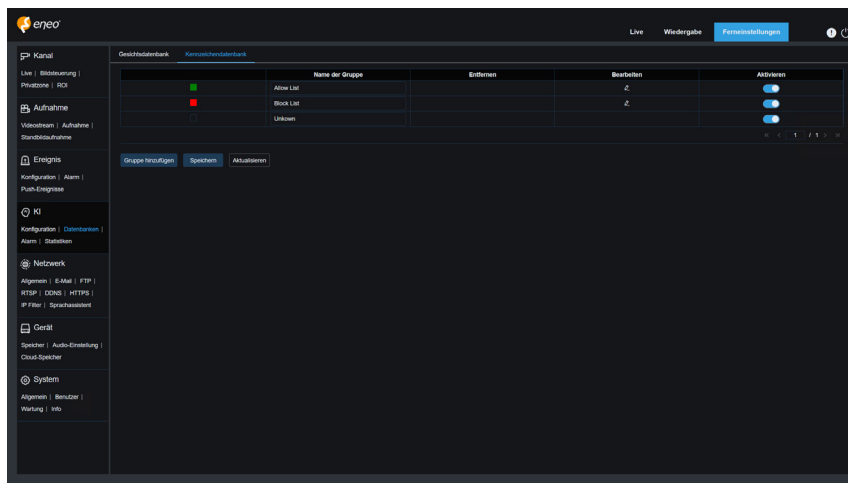 eneo
Live Wiedergabe Ferneinstellungen
Kanal
Live | Bildsteuerung |
Privatzone | ROI
Aufnahme
Videostream | Aufnahme |
Standbildaufnahme
Ereignis
Konfiguration | Alarm |
Push-Ereignisse
KI
Konfiguration | Datenbanken |
Alarm | Statistiken
Netzwerk
Allgemein | E-Mail | FTP |
RTSP | DDNS | HTTPS |
IP Filter | Sprachassistent
Gerät
Speicher | Audio-Einstellung |
Cloud-Speicher
System
Allgemein | Benutzer |
Wartung | Info
Gesichtsdatenbank Kennzeichendatenbank
Name der Gruppe Entfernen Bearbeiten Aktivieren
Allow List
Block List
Unkown
1 / 1
Gruppe hinzufügen Speichern Aktualisieren